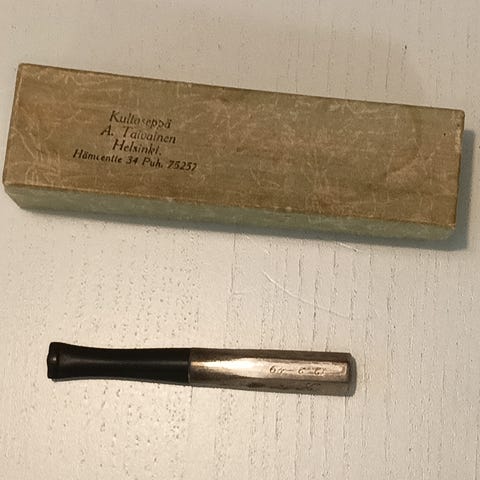 Kultaseppä
A. Taivainen
Helsinki.
Hämeentie 34 Puh. 75257